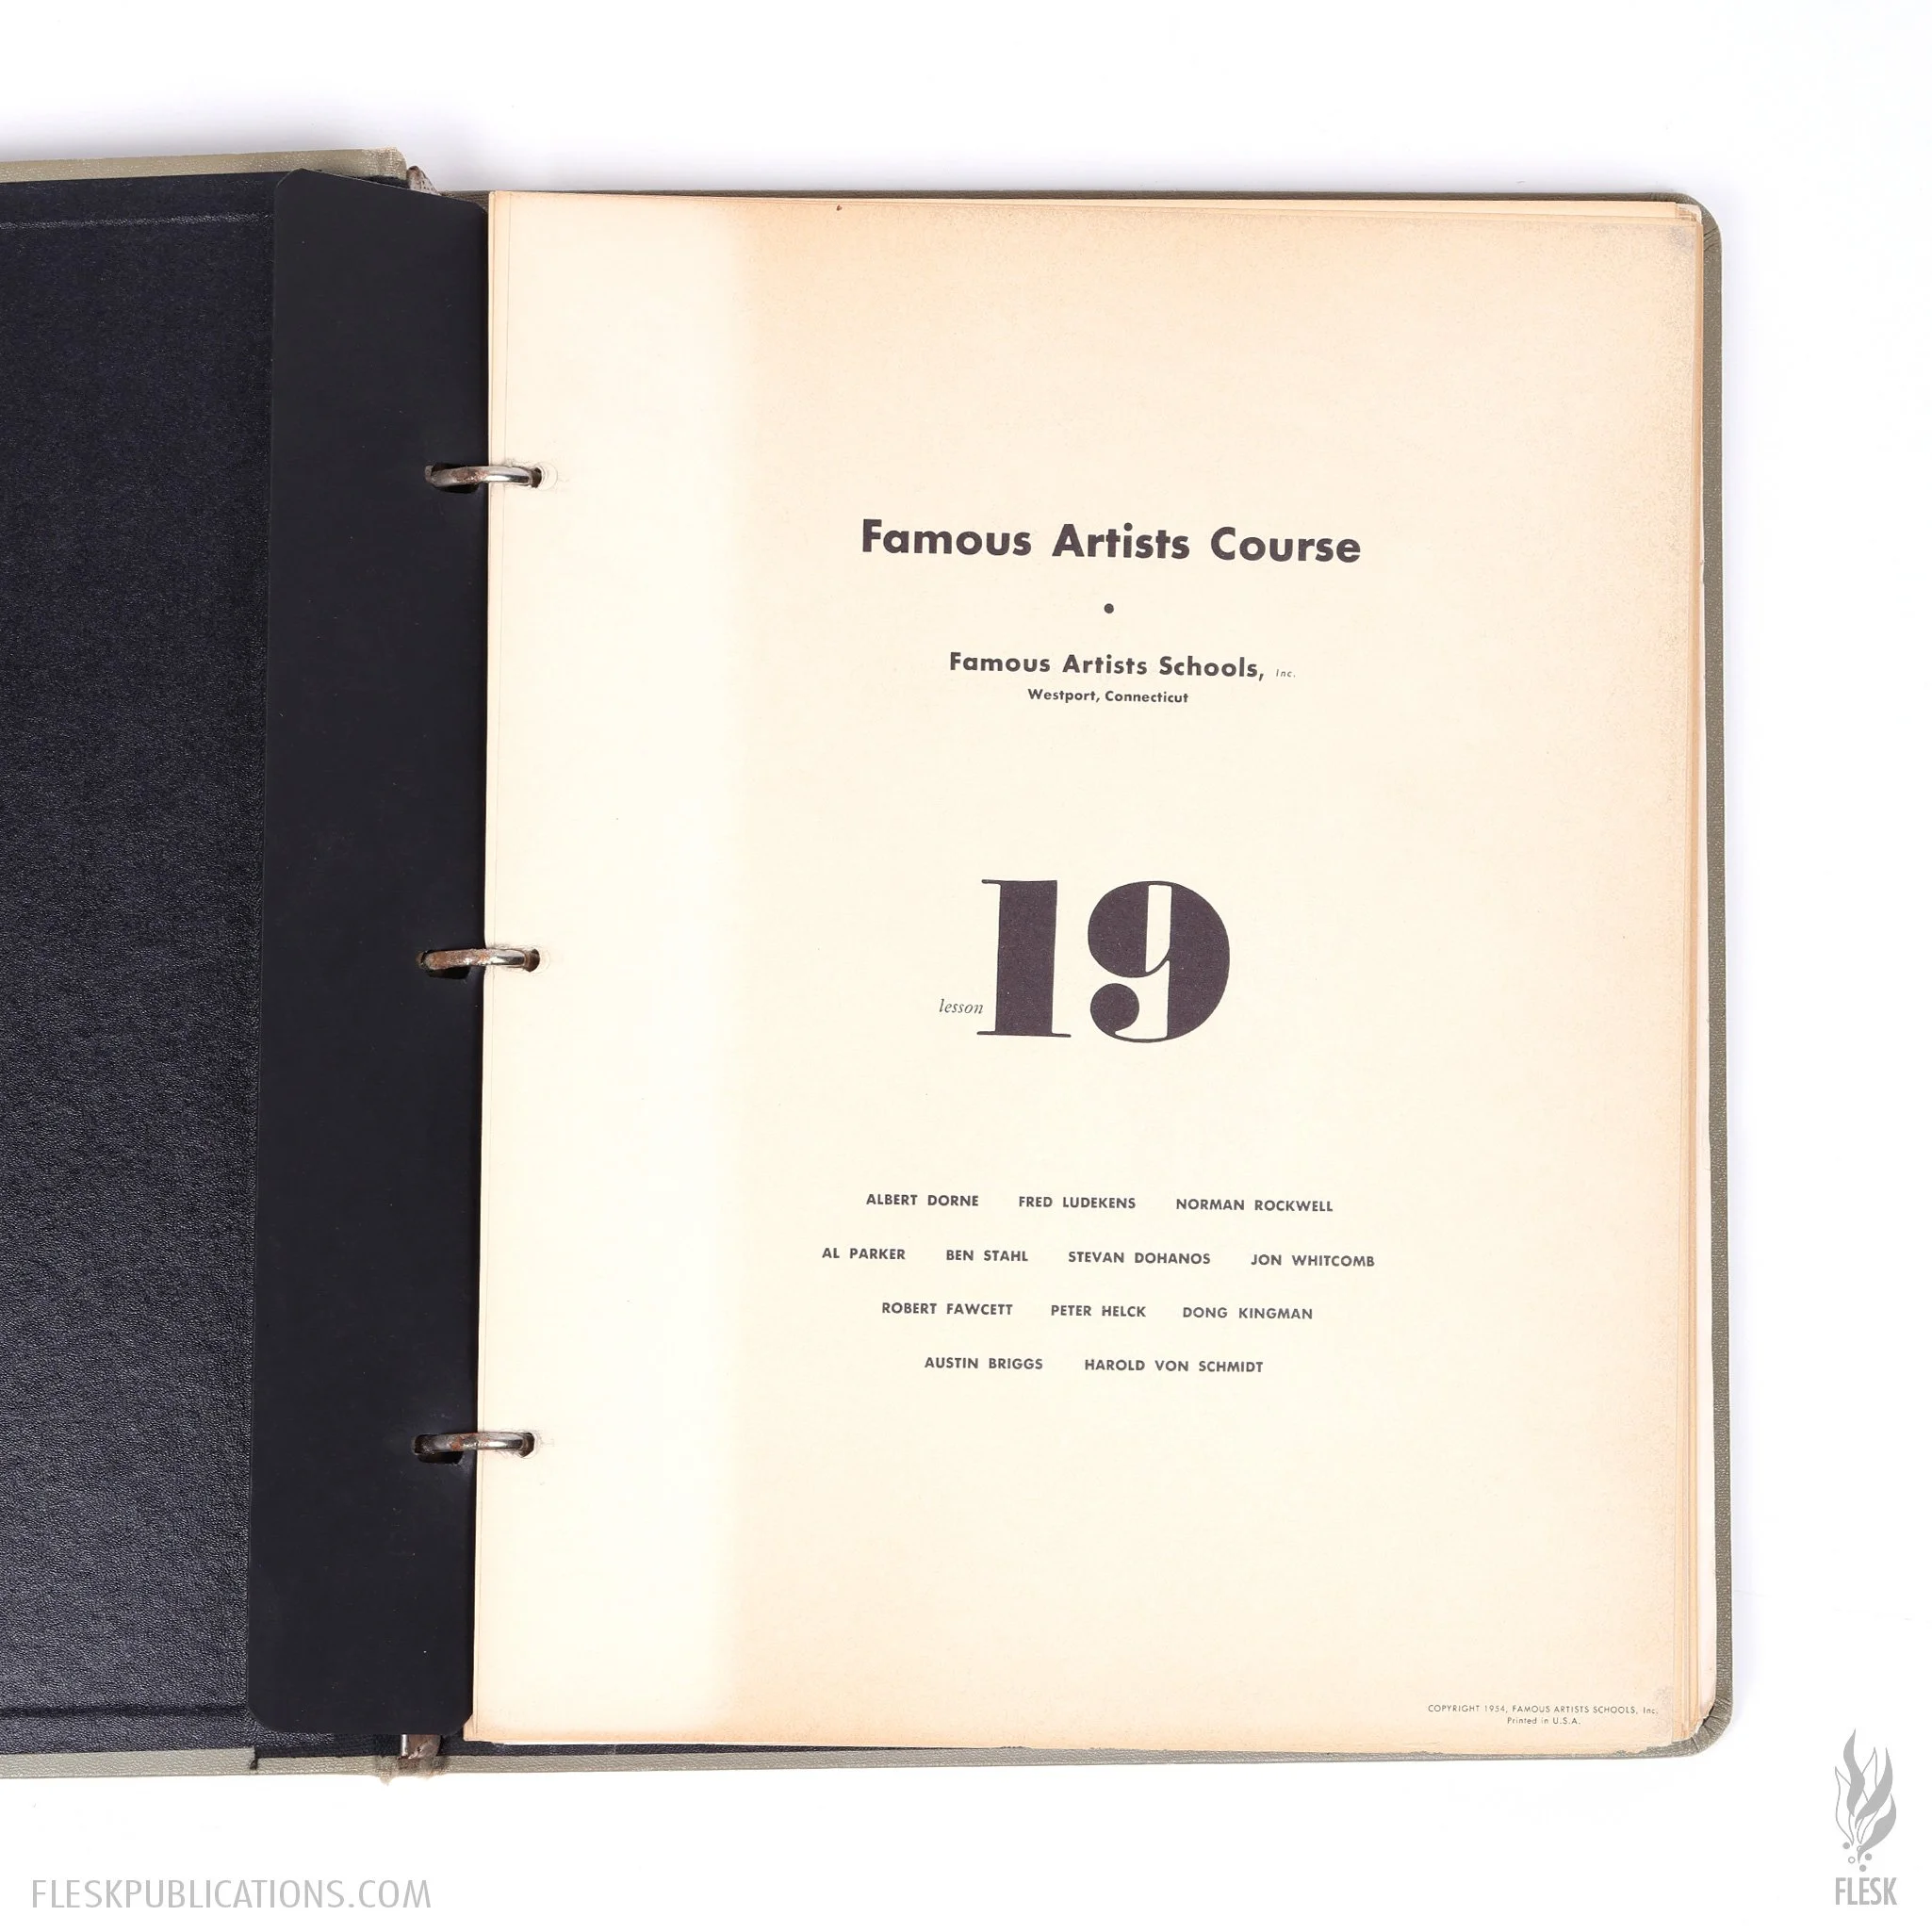 Famous Artists Course
•
Famous Artists Schools, Inc.
Westport, Connecticut
lesson 19
ALBERT DORNE FRED LUDEKENS NORMAN ROCKWELL
AL PARKER BEN STAHL STEVAN DOHANOS JON WHITCOMB
ROBERT FAWCETT PETER HELCK DONG KINGMAN
AUSTIN BRIGGS HAROLD VON SCHMIDT
COPYRIGHT 1954, FAMOUS ARTISTS SCHOOLS, Inc.
Printed in U.S.A.
FLESKPUBLICATIONS.COM
FLESK